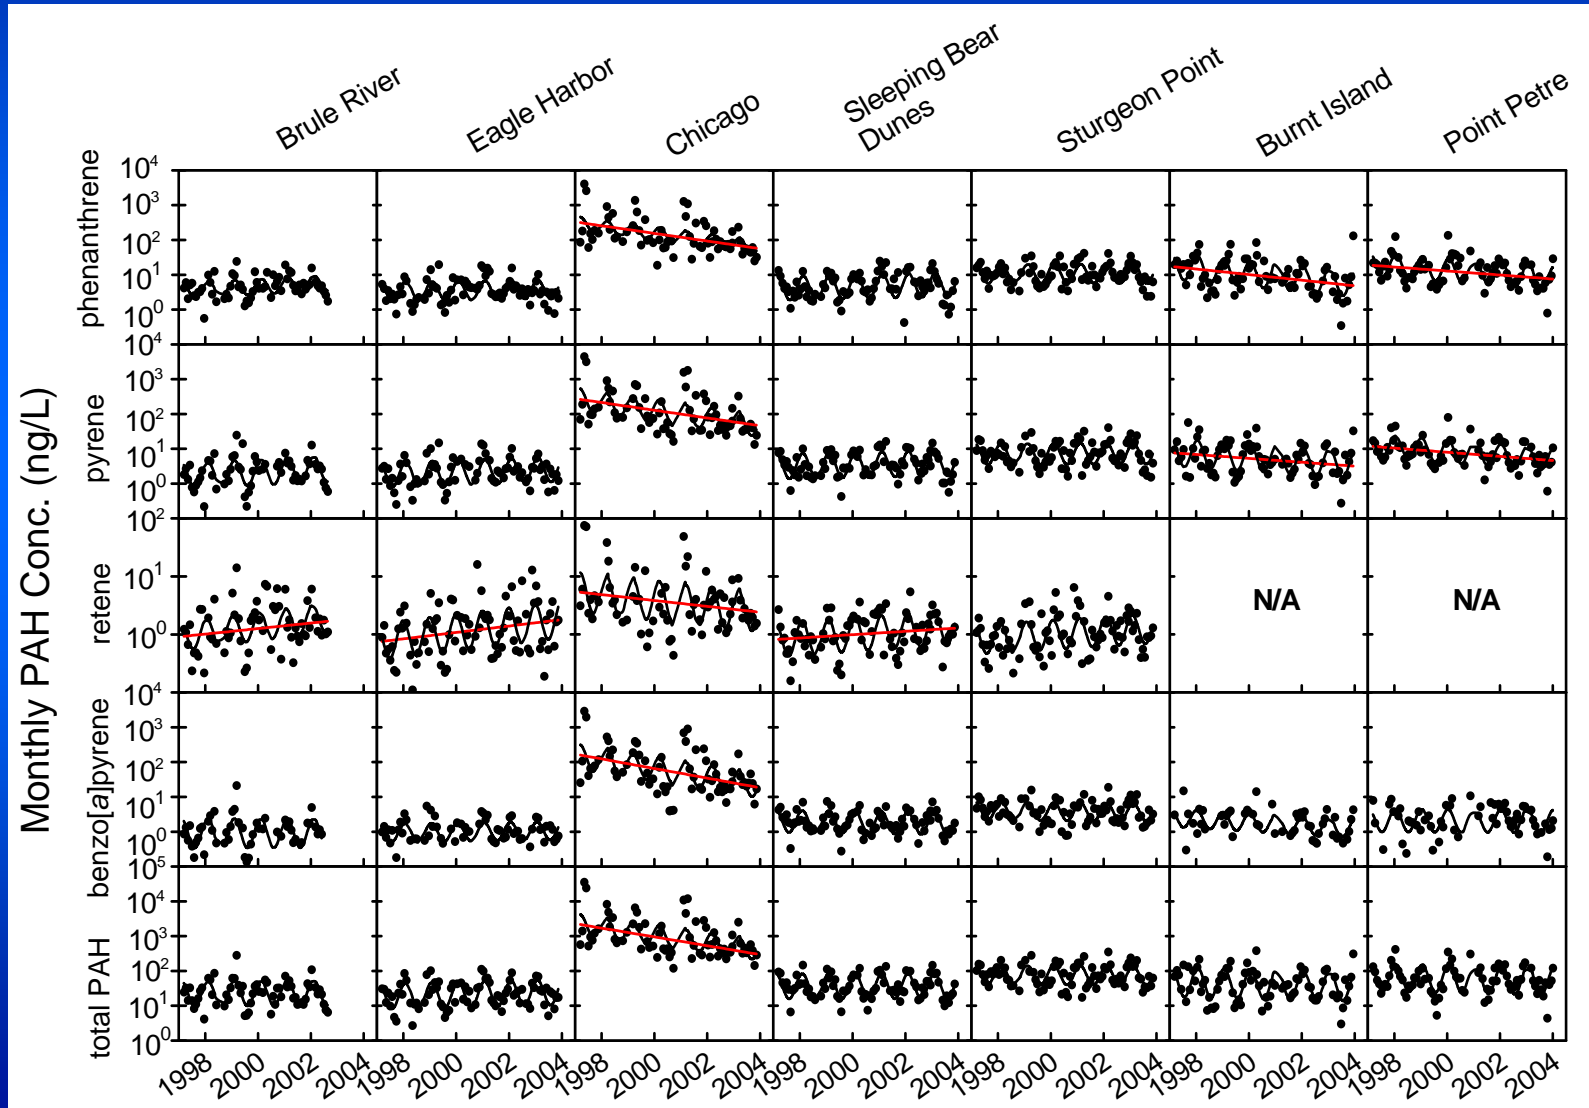 Brule River
Eagle Harbor
Chicago
Sleeping Bear
Dunes
Sturgeon Point
Burnt Island
Point Petre
Monthly PAH Conc. (ng/L)
phenanthrene
10⁴
10³
10²
10¹
10⁰
pyrene
10⁴
10³
10²
10¹
10⁰
retene
10²
10¹
10⁰
N/A
N/A
benzo[a]pyrene
10⁴
10³
10²
10¹
10⁰
total PAH
10⁵
10⁴
10³
10²
10¹
10⁰
1998 2000 2002 2004
1998 2000 2002 2004
1998 2000 2002 2004
1998 2000 2002 2004
1998 2000 2002 2004
1998 2000 2002 2004
1998 2000 2002 2004